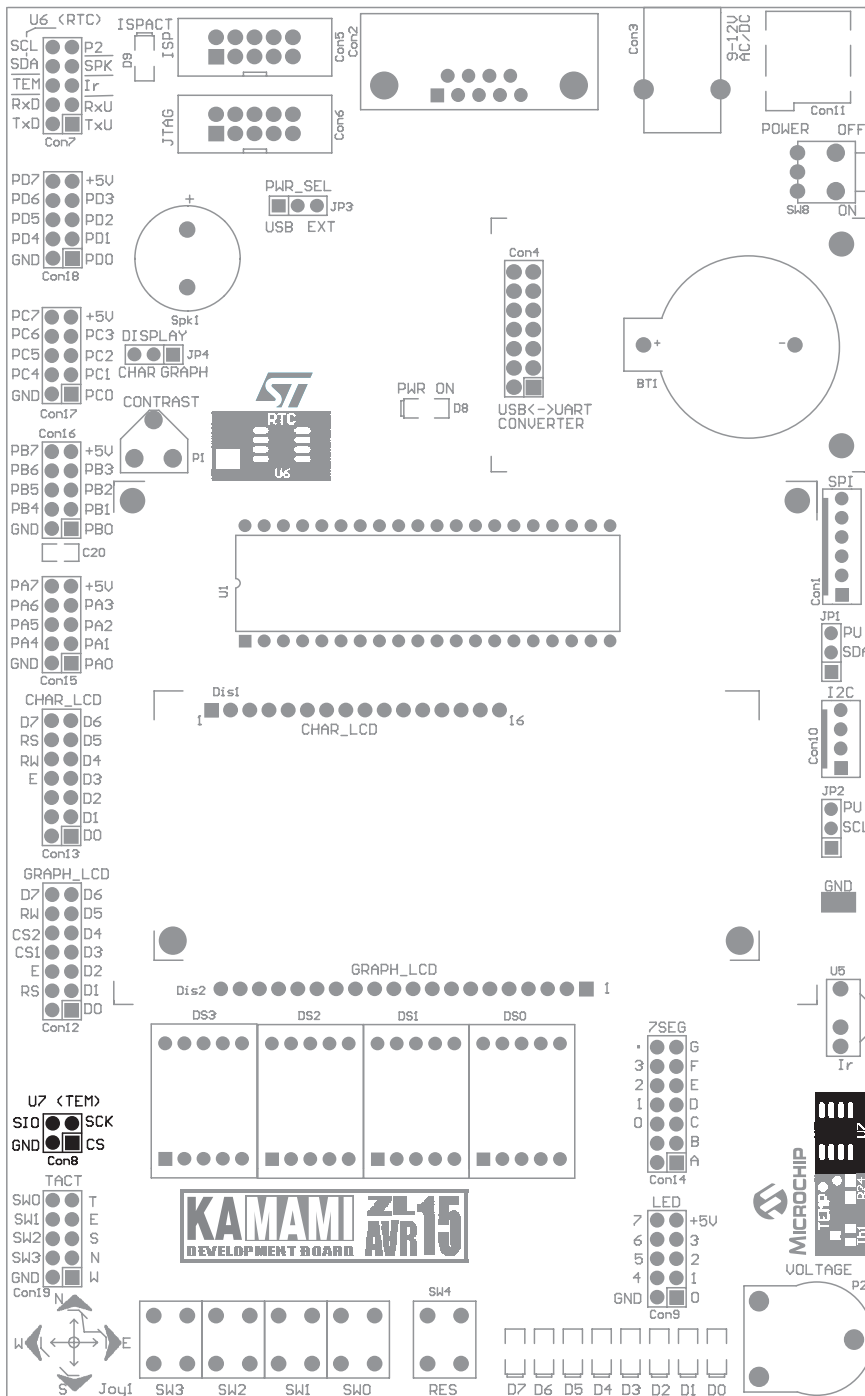 U6 (RTC)
SCL P2
SDA SPK
TEM Ir
RxD RxU
TxD TxU
Con7
ISPACT
D9
ISP
Con5
JTAG
Con6
Con2
Con3
9-12V
AC/DC
Con11
POWER OFF
SW8 ON
PD7 +5V
PD6 PD3
PD5 PD2
PD4 PD1
GND PD0
Con18
+
Spk1
PWR_SEL
JP3
USB EXT
Con4
USB<->UART
CONVERTER
+ -
BT1
PC7 +5V
PC6 PC3
PC5 PC2
PC4 PC1
GND PC0
Con17
DISPLAY
JP4
CHAR GRAPH
CONTRAST
P1
ST
RTC
U6
PWR ON
D8
Con16
PB7 +5V
PB6 PB3
PB5 PB2
PB4 PB1
GND PB0
C20
SPI
Con1
U1
PA7 +5V
PA6 PA3
PA5 PA2
PA4 PA1
GND PA0
Con15
JP1
PU
SDA
I2C
Con10
JP2
PU
SCL
GND
CHAR_LCD
D7 D6
RS D5
RW D4
E D3
D2
D1
D0
Con13
Dis1
1 16
CHAR_LCD
GRAPH_LCD
D7 D6
RW D5
CS2 D4
CS1 D3
E D2
RS D1
D0
Con12
GRAPH_LCD
Dis2 1
DS3 DS2 DS1 DS0
7SEG
. G
3 F
2 E
1 D
0 C
B
A
Con14
U5
Ir
U7 (TEM)
SIO SCK
GND CS
Con8
U7
MICROCHIP
TEMP
R24
TH1
TACT
SW0 T
SW1 E
SW2 S
SW3 N
GND W
Con19
KAMAMI
DEVELOPMENT BOARD
ZL
AVR
15
LED
7 +5V
6 3
5 2
4 1
GND 0
Con9
VOLTAGE
P2
N
W E
S
Joy1
SW3 SW2 SW1 SW0
SW4
RES
D7 D6 D5 D4 D3 D2 D1 D0